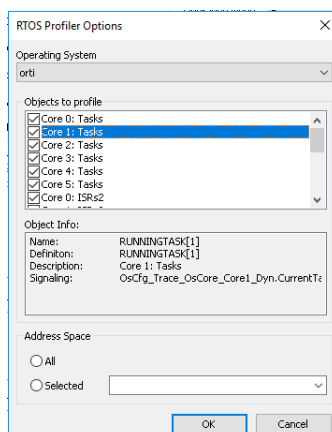 RTOS Profiler Options
Operating System
orti
Objects to profile
Core 0: Tasks
Core 1: Tasks
Core 2: Tasks
Core 3: Tasks
Core 4: Tasks
Core 5: Tasks
Core 0: ISRs2
Object Info:
Name: RUNNINGTASK[1]
Definiton: RUNNINGTASK[1]
Description: Core 1: Tasks
Signaling: OsCfg_Trace_OsCore_Core1_Dyn.CurrentTa
Address Space
All
Selected
OK Cancel